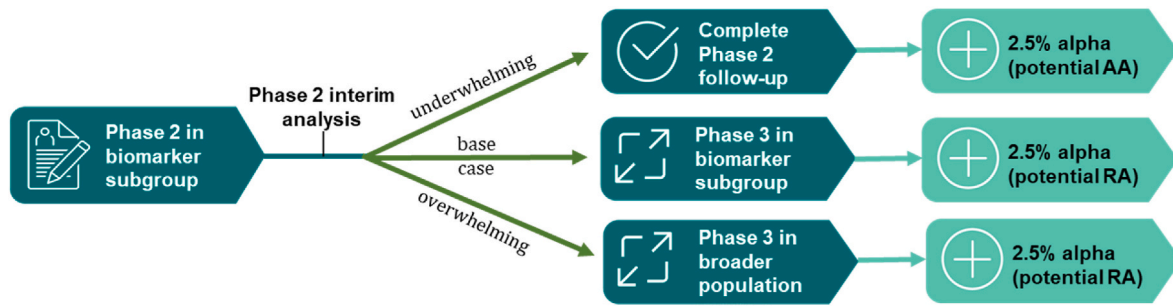 Phase 2 in
biomarker
subgroup
Phase 2 interim
analysis
underwhelming
base
case
overwhelming
Complete
Phase 2
follow-up
2.5% alpha
(potential AA)
Phase 3 in
biomarker
subgroup
2.5% alpha
(potential RA)
Phase 3 in
broader
population
2.5% alpha
(potential RA)